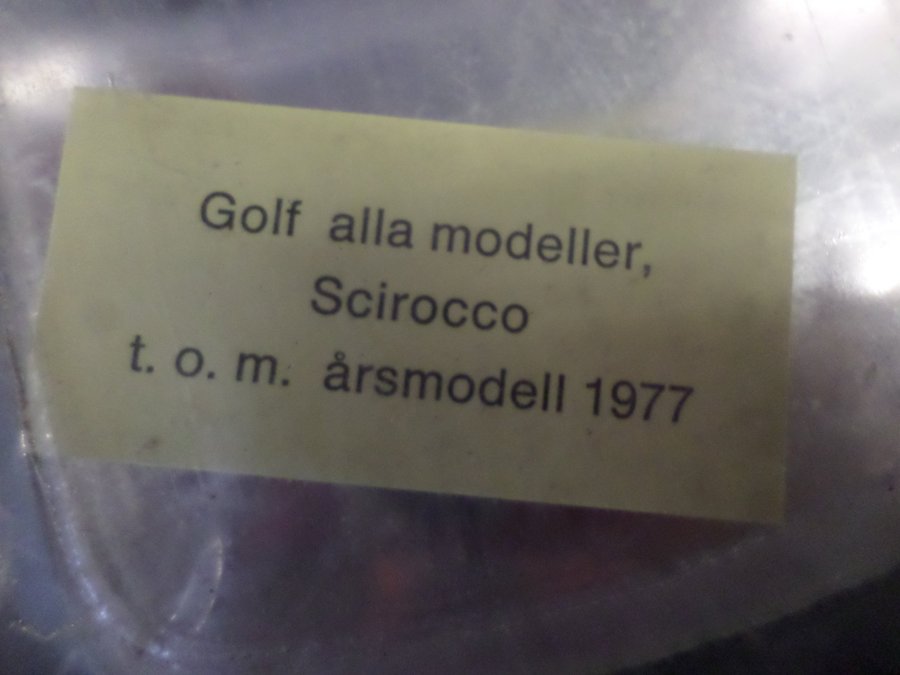 Golf alla modeller,
Scirocco
t. o. m. årsmodell 1977